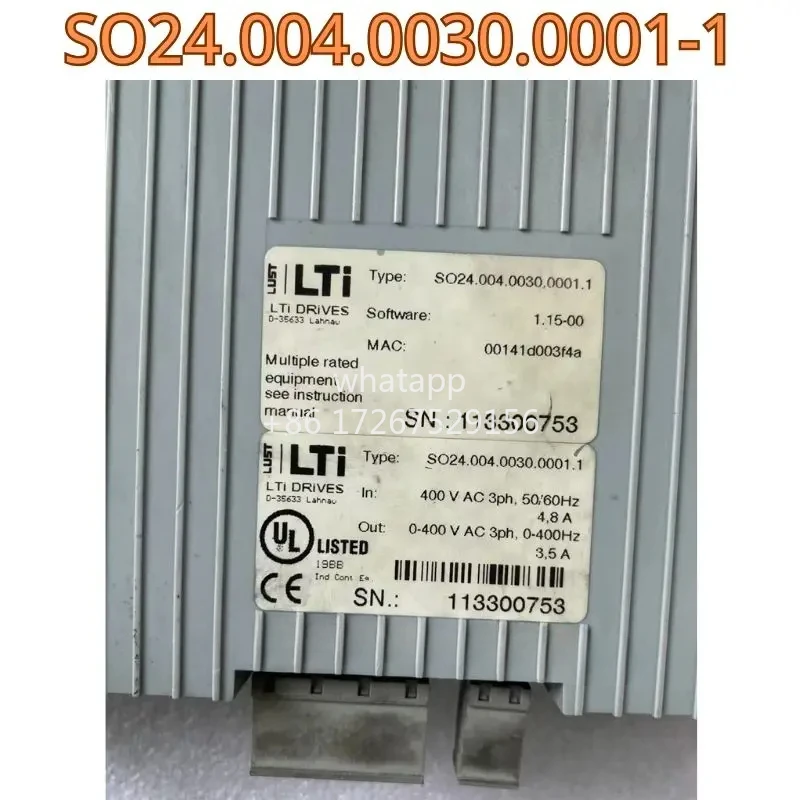 SO24.004.0030.0001-1
LUST LTi Type: SO24.004.0030.0001.1
LTi DRiVES
D-35633 Lahnau
Software: 1.15-00
MAC: 00141d003f4a
Multiple rated
equipment
see instruction
manual
whatapp
+86 17267529156
SN.: 113300753
LUST LTi Type: SO24.004.0030.0001.1
LTi DRiVES
D-35633 Lahnau
In: 400 V AC 3ph, 50/60Hz
4,8 A
Out: 0-400 V AC 3ph, 0-400Hz
3,5 A
UL LISTED
19BB
Ind Cont Eq
CE
SN.: 113300753